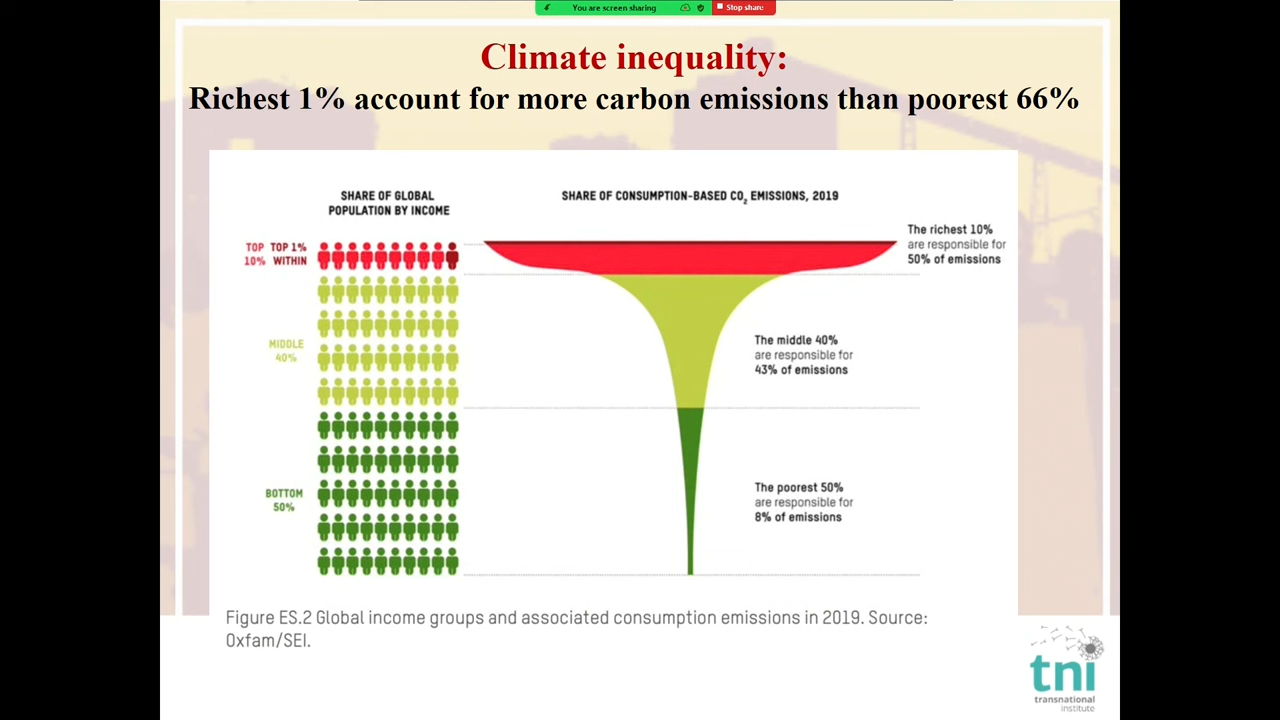 You are screen sharing
Stop share
Climate inequality:
Richest 1% account for more carbon emissions than poorest 66%
SHARE OF GLOBAL
POPULATION BY INCOME
SHARE OF CONSUMPTION-BASED CO₂ EMISSIONS, 2019
TOP 10%
TOP 1% WITHIN
The richest 10%
are responsible for
50% of emissions
MIDDLE
40%
The middle 40%
are responsible for
43% of emissions
BOTTOM
50%
The poorest 50%
are responsible for
8% of emissions
Figure ES.2 Global income groups and associated consumption emissions in 2019. Source:
Oxfam/SEI.
tni
transnational
institute